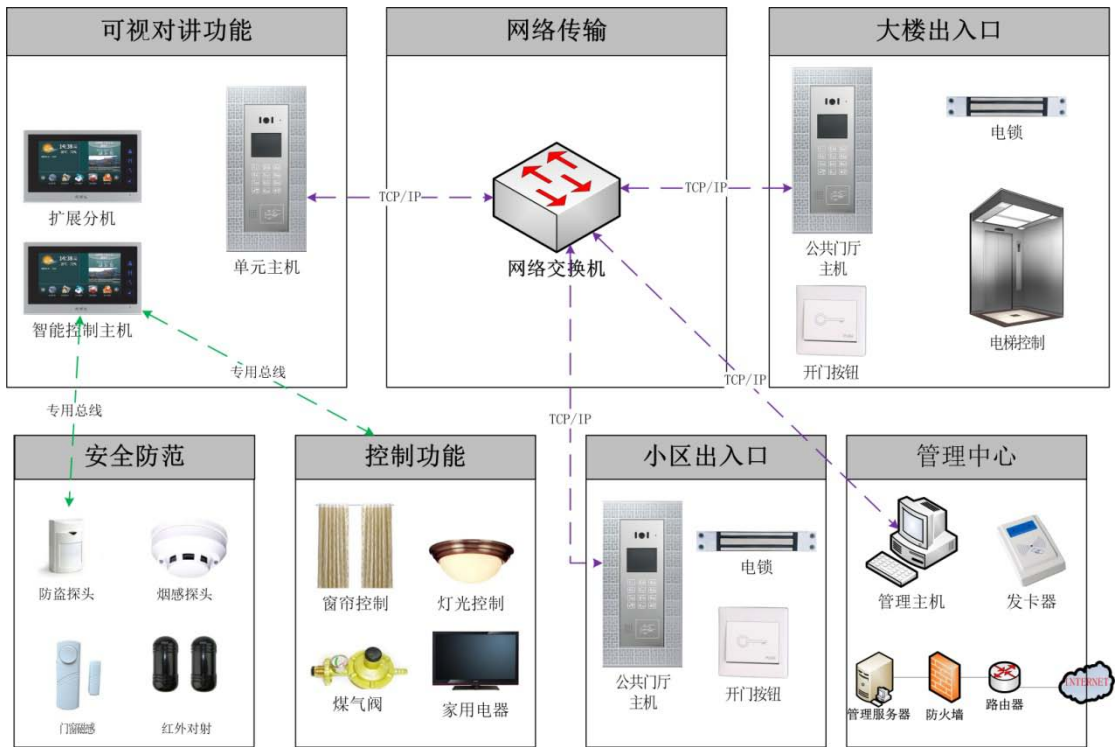 可视对讲功能
网络传输
大楼出入口
扩展分机
智能控制主机
单元主机
TCP/IP
网络交换机
TCP/IP
电锁
公共门厅
主机
开门按钮
电梯控制
专用总线
专用总线
TCP/IP
TCP/IP
安全防范
防盗探头
烟感探头
门窗磁感
红外对射
控制功能
窗帘控制
灯光控制
煤气阀
家用电器
小区出入口
电锁
公共门厅
主机
开门按钮
管理中心
管理主机
发卡器
管理服务器
防火墙
路由器
INTERNET